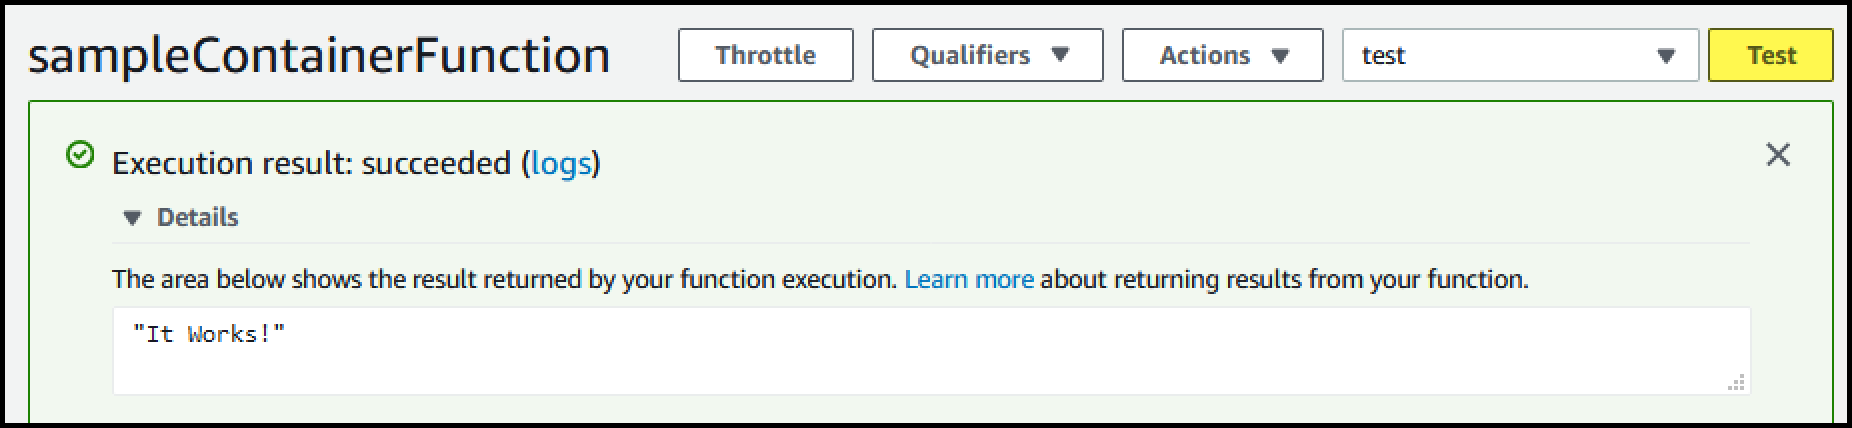 sampleContainerFunction Throttle Qualifiers Actions test Test
Execution result: succeeded (logs)
Details
The area below shows the result returned by your function execution. Learn more about returning results from your function.
"It Works!"